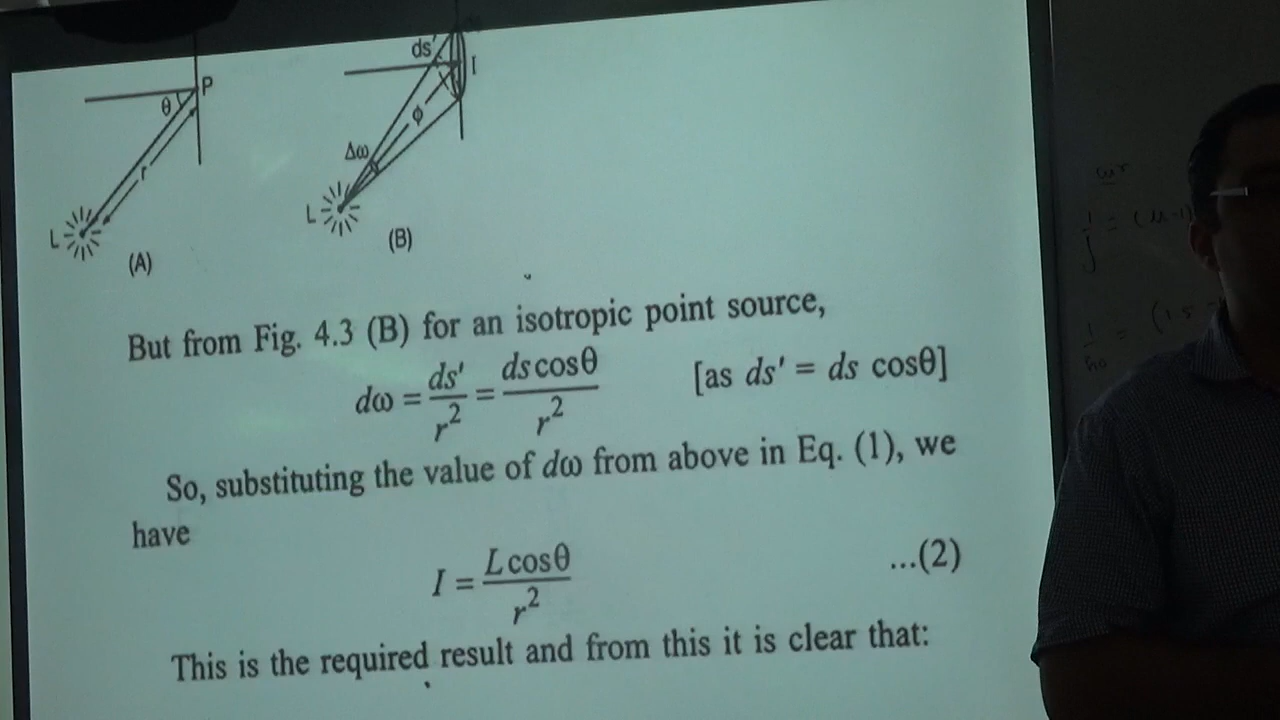 P
θ
r
L
(A)
ds'
I
ϕ
Δω
L
(B)
But from Fig. 4.3 (B) for an isotropic point source,
dω = ds'/r² = ds cosθ/r² [as ds' = ds cosθ]
So, substituting the value of dω from above in Eq. (1), we
have
I = L cosθ/r² ...(2)
This is the required result and from this it is clear that: